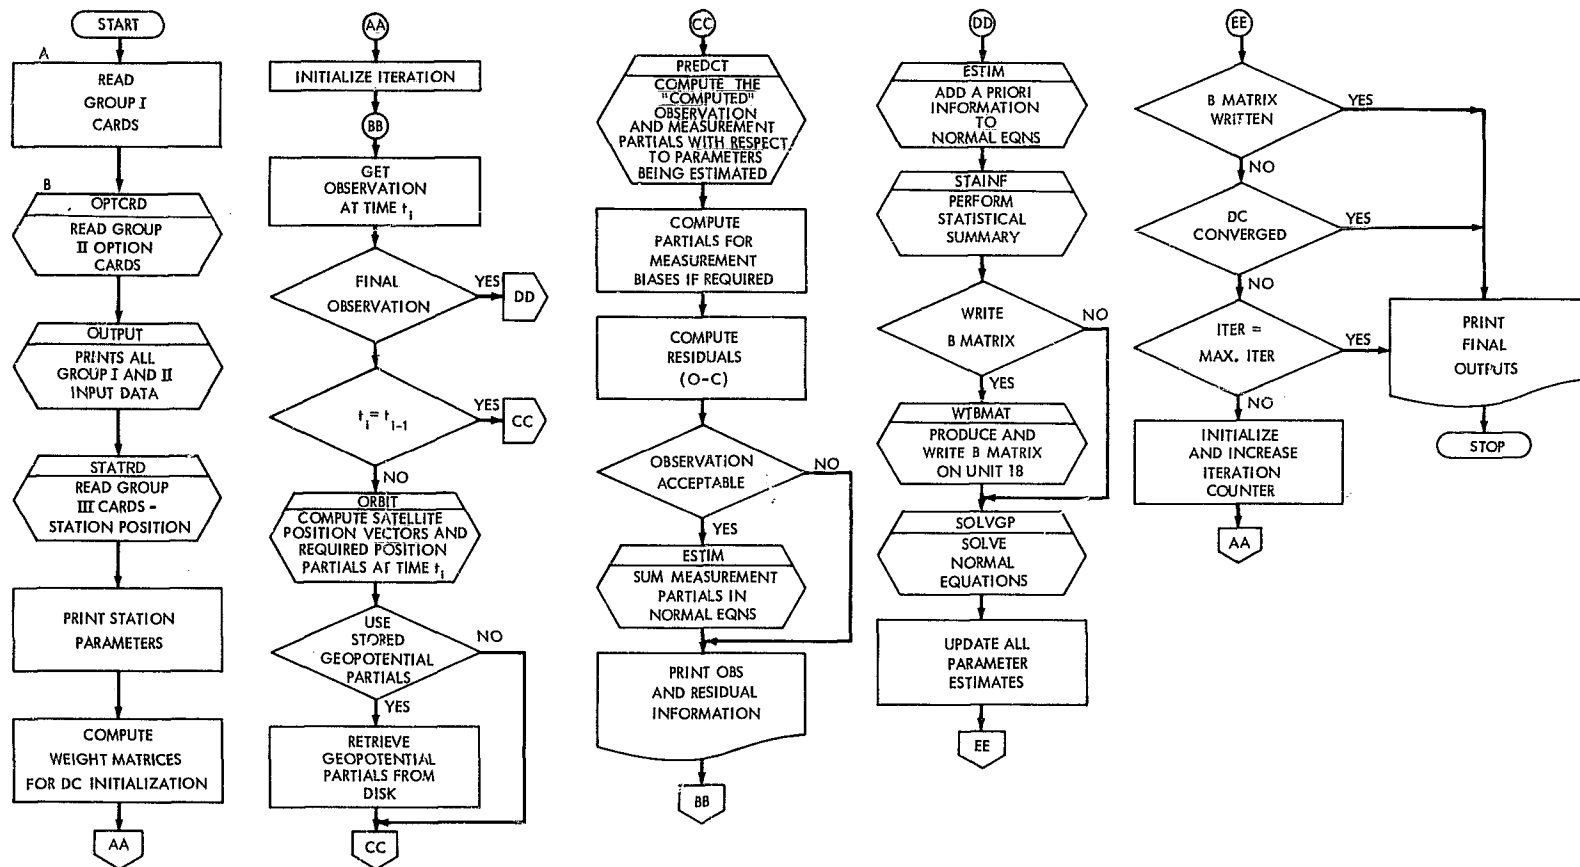 START
A
READ
GROUP I
CARDS
B
OPTCRD
READ GROUP
II OPTION
CARDS
OUTPUT
PRINTS ALL
GROUP I AND II
INPUT DATA
STATRD
READ GROUP
III CARDS -
STATION POSITION
PRINT STATION
PARAMETERS
COMPUTE
WEIGHT MATRICES
FOR DC INITIALIZATION
AA
AA
INITIALIZE ITERATION
BB
GET
OBSERVATION
AT TIME ti
FINAL
OBSERVATION
YES
DD
ti = ti-1
YES
CC
NO
ORBIT
COMPUTE SATELLITE
POSITION VECTORS AND
REQUIRED POSITION
PARTIALS AT TIME ti
USE
STORED
GEOPOTENTIAL
PARTIALS
NO
YES
RETRIEVE
GEOPOTENTIAL
PARTIALS FROM
DISK
CC
CC
PREDCT
COMPUTE THE
"COMPUTED"
OBSERVATION
AND MEASUREMENT
PARTIALS WITH RESPECT
TO PARAMETERS
BEING ESTIMATED
COMPUTE
PARTIALS FOR
MEASUREMENT
BIASES IF REQUIRED
COMPUTE
RESIDUALS
(O-C)
OBSERVATION
ACCEPTABLE
NO
YES
ESTIM
SUM MEASUREMENT
PARTIALS IN
NORMAL EQNS
PRINT OBS
AND RESIDUAL
INFORMATION
BB
DD
ESTIM
ADD A PRIORI
INFORMATION
TO
NORMAL EQNS
STAINF
PERFORM
STATISTICAL
SUMMARY
WRITE
B MATRIX
NO
YES
WTBMAT
PRODUCE AND
WRITE B MATRIX
ON UNIT 18
SOLVGP
SOLVE
NORMAL
EQUATIONS
UPDATE ALL
PARAMETER
ESTIMATES
EE
EE
B MATRIX
WRITTEN
YES
NO
DC
CONVERGED
YES
NO
ITER =
MAX. ITER
YES
NO
INITIALIZE
AND INCREASE
ITERATION
COUNTER
AA
PRINT
FINAL
OUTPUTS
STOP